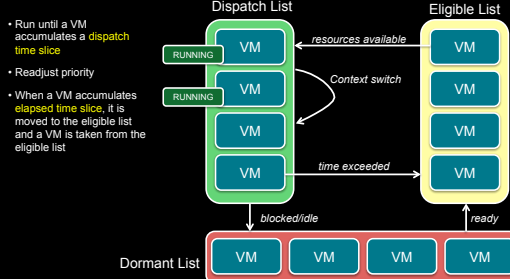 Dispatch List
Eligible List
• Run until a VM
accumulates a dispatch
time slice
• Readjust priority
• When a VM accumulates
elapsed time slice, it is
moved to the eligible list
and a VM is taken from the
eligible list
RUNNING
VM
resources available
VM
Context switch
RUNNING
VM
VM
VM
VM
VM
time exceeded
VM
blocked/idle
ready
Dormant List
VM
VM
VM
VM